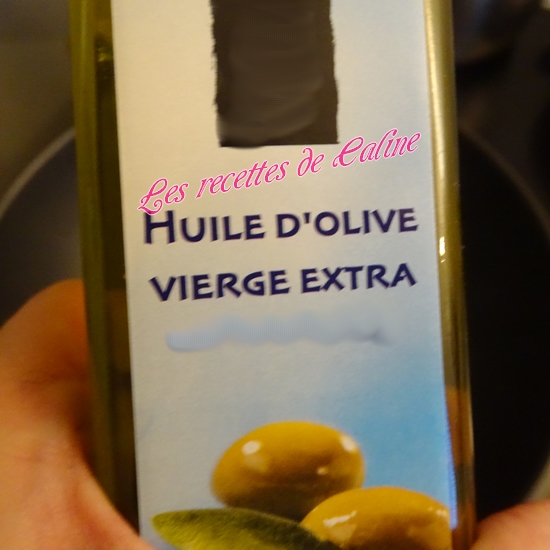 Les recettes de Caline
HUILE D'OLIVE
VIERGE EXTRA